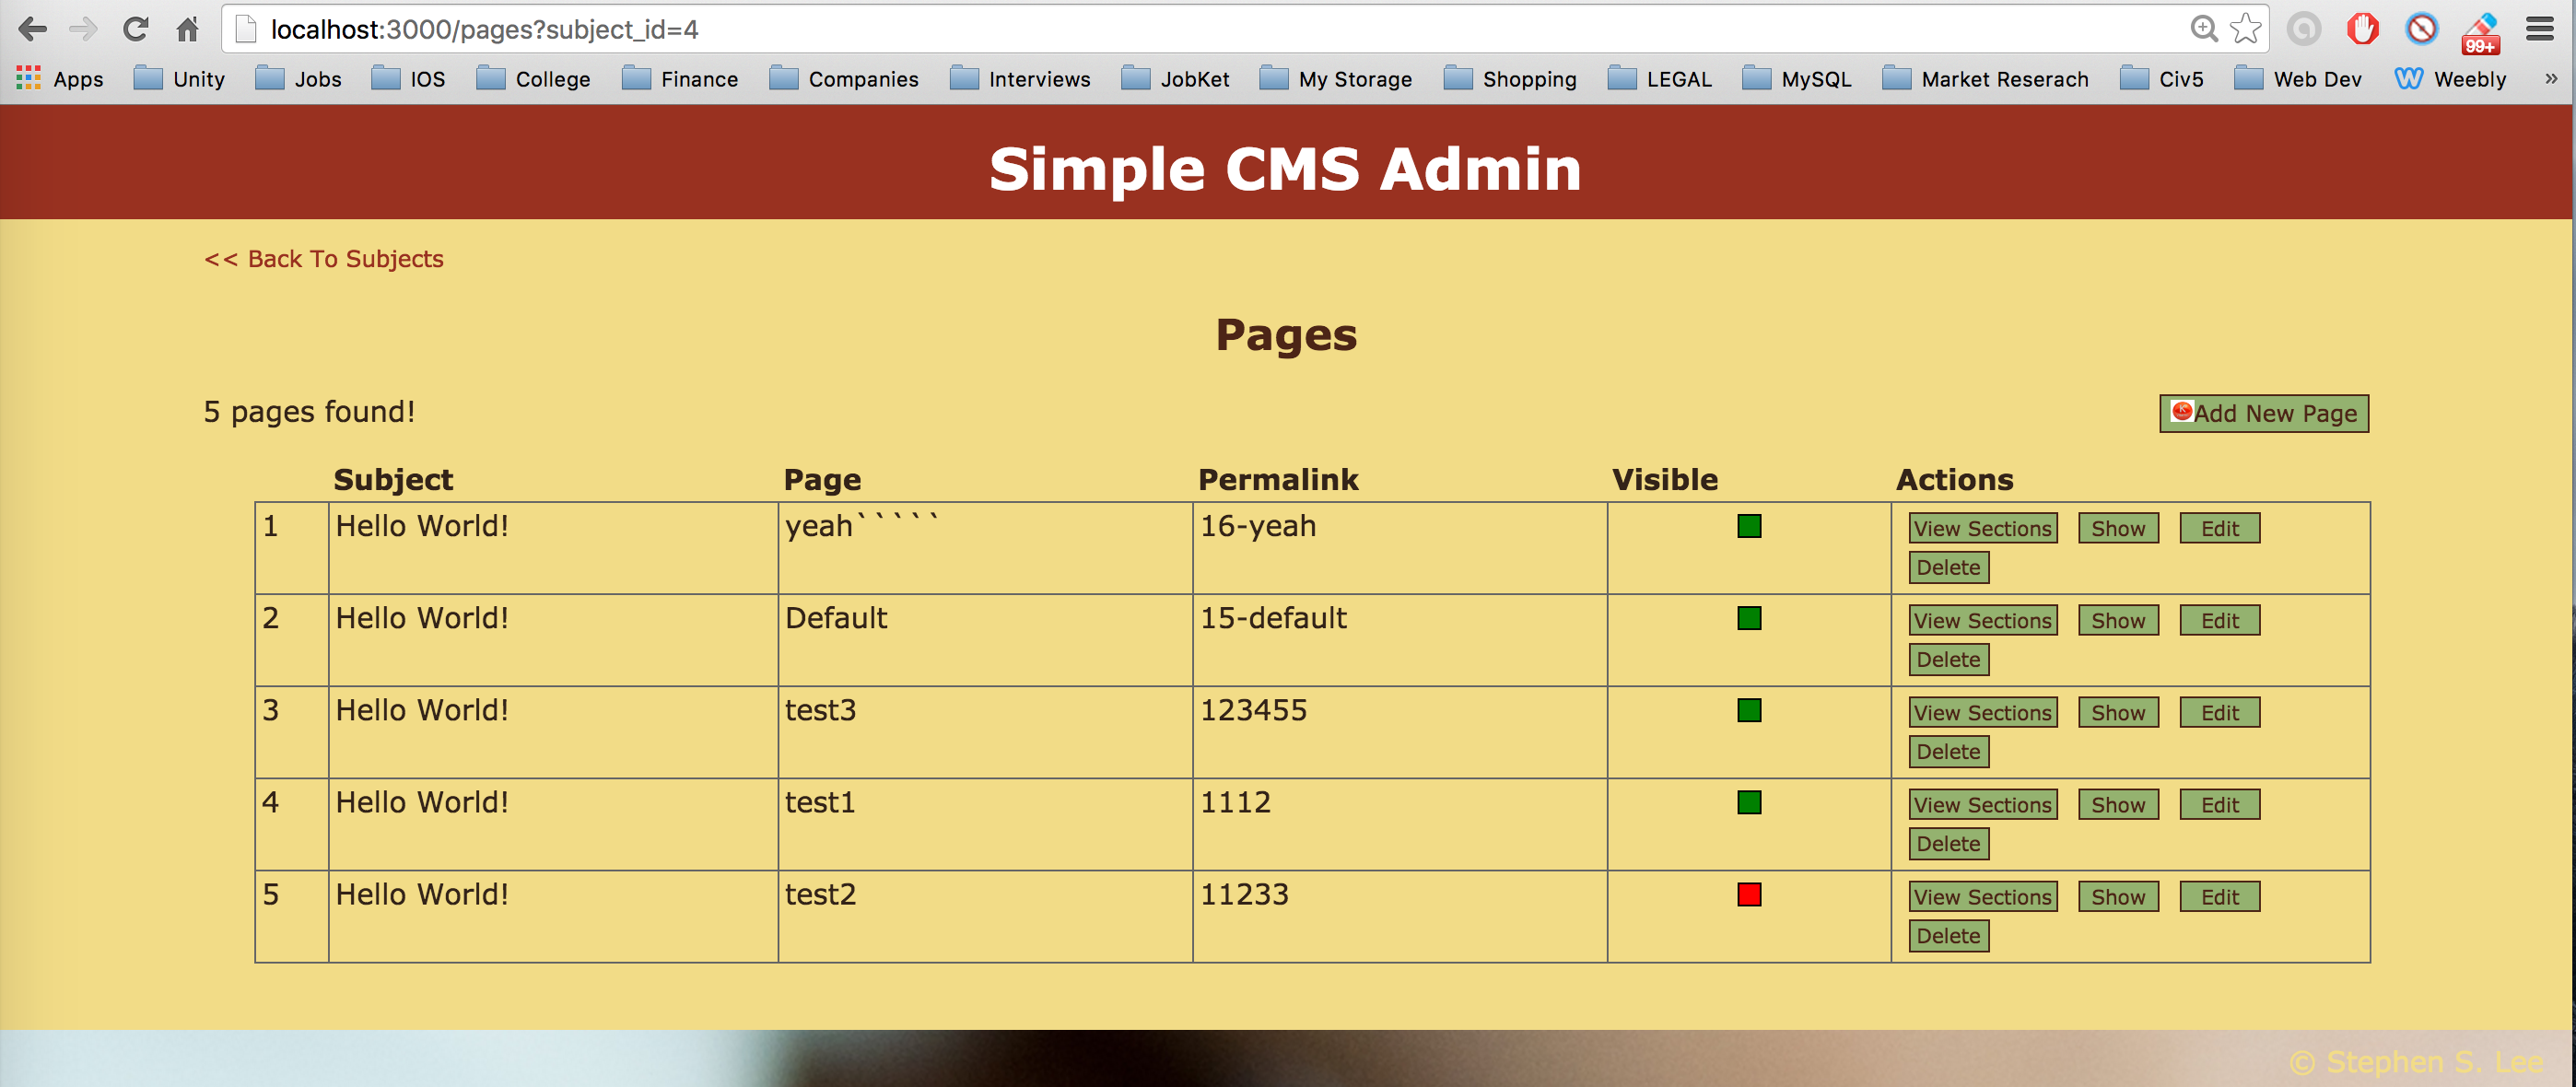 localhost:3000/pages?subject_id=4
99+
Apps Unity Jobs IOS College Finance Companies Interviews JobKet My Storage Shopping LEGAL MySQL Market Reserach Civ5 Web Dev Weebly »
Simple CMS Admin
<< Back To Subjects
Pages
5 pages found! Add New Page
Subject Page Permalink Visible Actions
1 Hello World! yeah````` 16-yeah View Sections Show Edit
Delete
2 Hello World! Default 15-default View Sections Show Edit
Delete
3 Hello World! test3 123455 View Sections Show Edit
Delete
4 Hello World! test1 1112 View Sections Show Edit
Delete
5 Hello World! test2 11233 View Sections Show Edit
Delete
© Stephen S. Lee